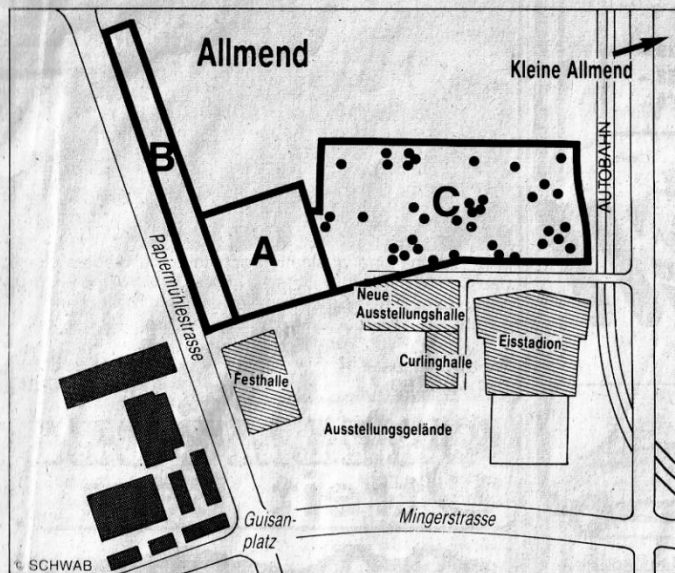 Allmend
Kleine Allmend
B
AUTOBAHN
C
A
Papiermühlestrasse
Neue
Ausstellungshalle
Eisstadion
Curlinghalle
Festhalle
Ausstellungsgelände
Guisan-
platz
Mingerstrasse
© SCHWAB